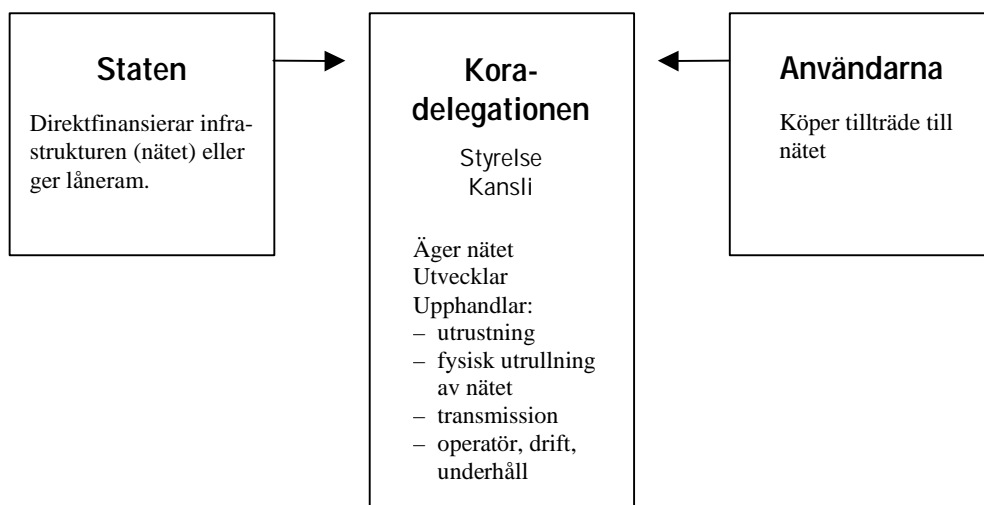 Staten
Direktfinansierar infra-
strukturen (nätet) eller
ger låneram.
Kora-
delegationen
Styrelse
Kansli
Äger nätet
Utvecklar
Upphandlar:
– utrustning
– fysisk utrullning
av nätet
– transmission
– operatör, drift,
underhåll
Användarna
Köper tillträde till
nätet